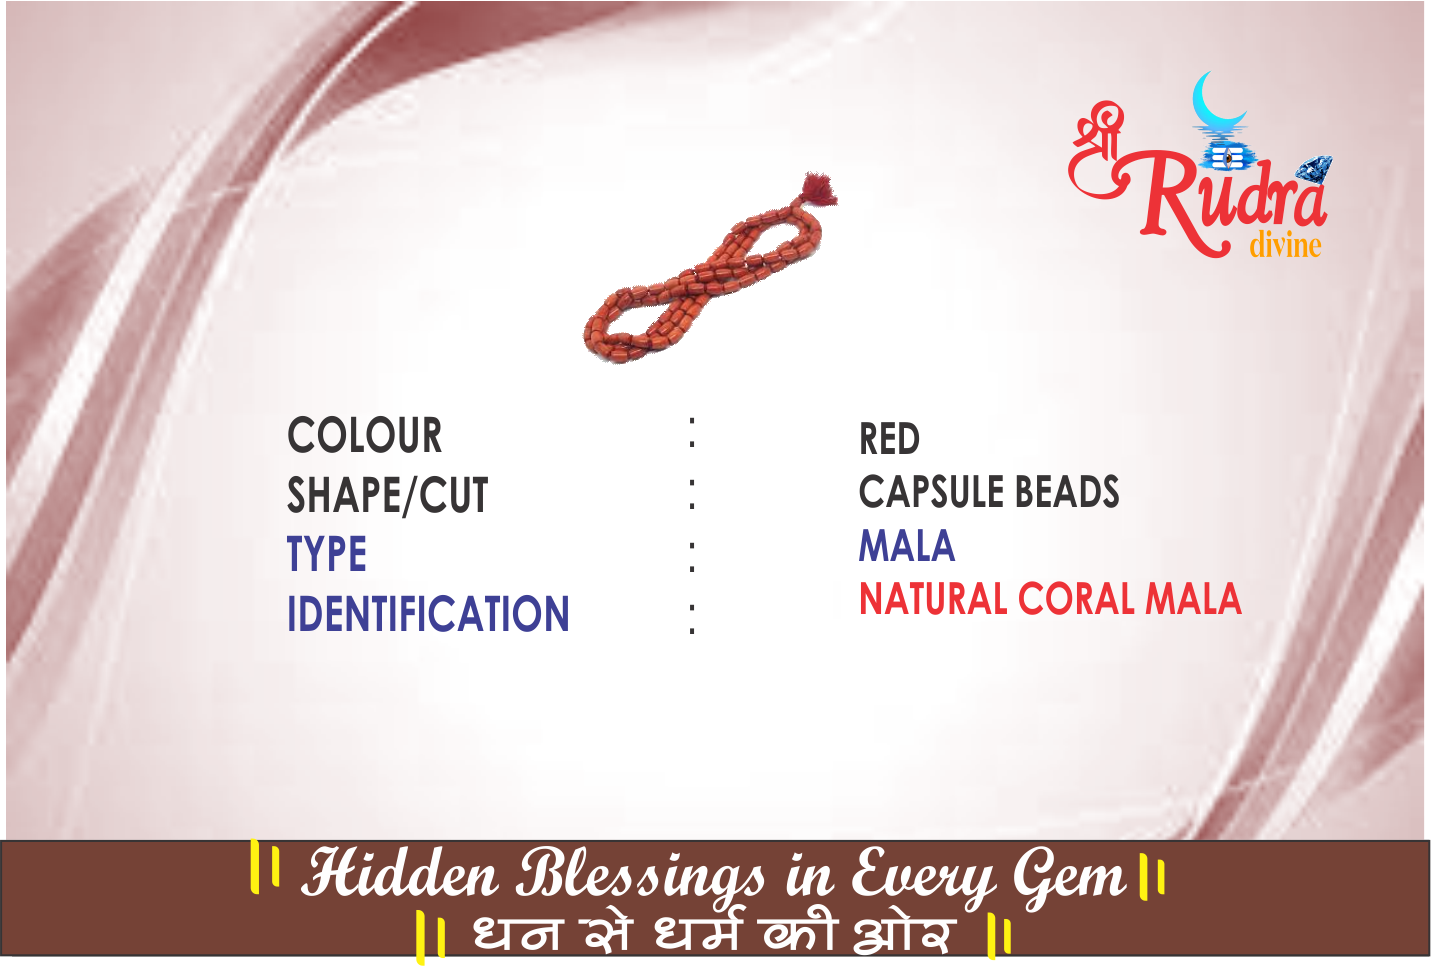 श्री Rudra
divine
COLOUR : RED
SHAPE/CUT : CAPSULE BEADS
TYPE : MALA
IDENTIFICATION : NATURAL CORAL MALA
|| Hidden Blessings in Every Gem ||
|| धन से धर्म की ओर ||